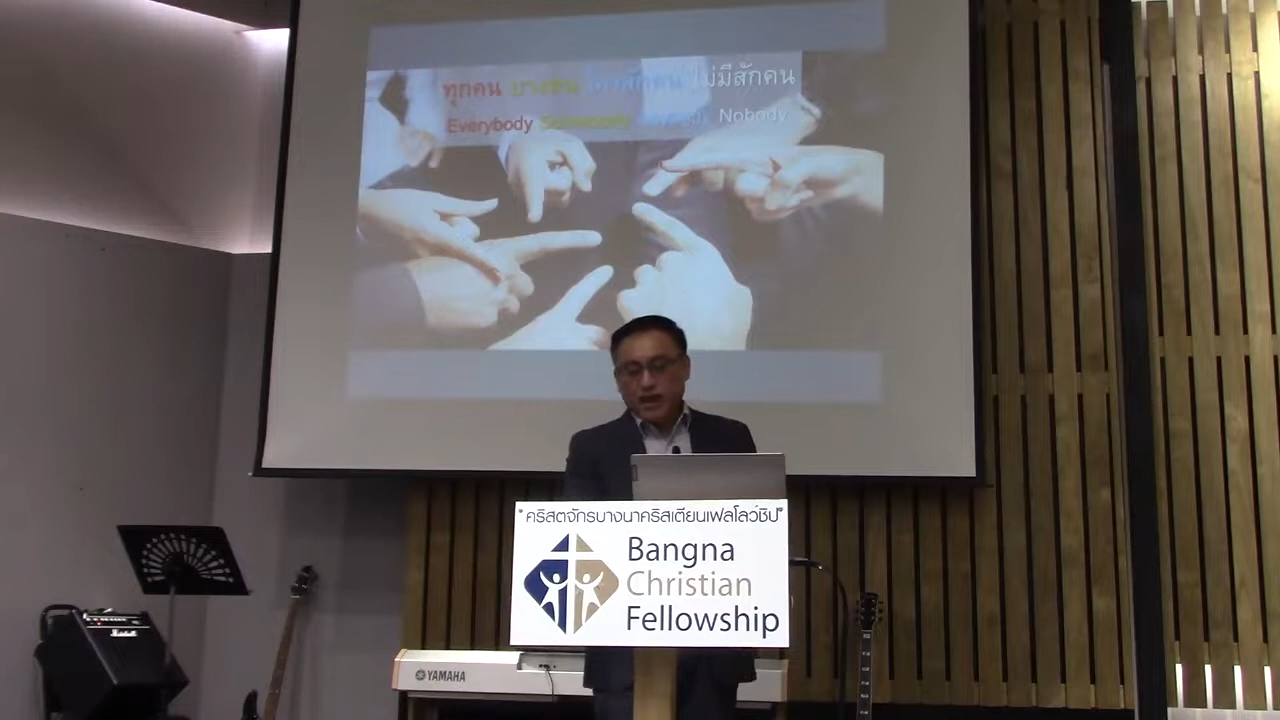 ทุกคน บางคน ไม่มีสักคน
Everybody Somebody Nobody
"คริสตจักรบางนาคริสเตียนเฟลโลว์ชิป"
Bangna
Christian
Fellowship
YAMAHA
Marshall